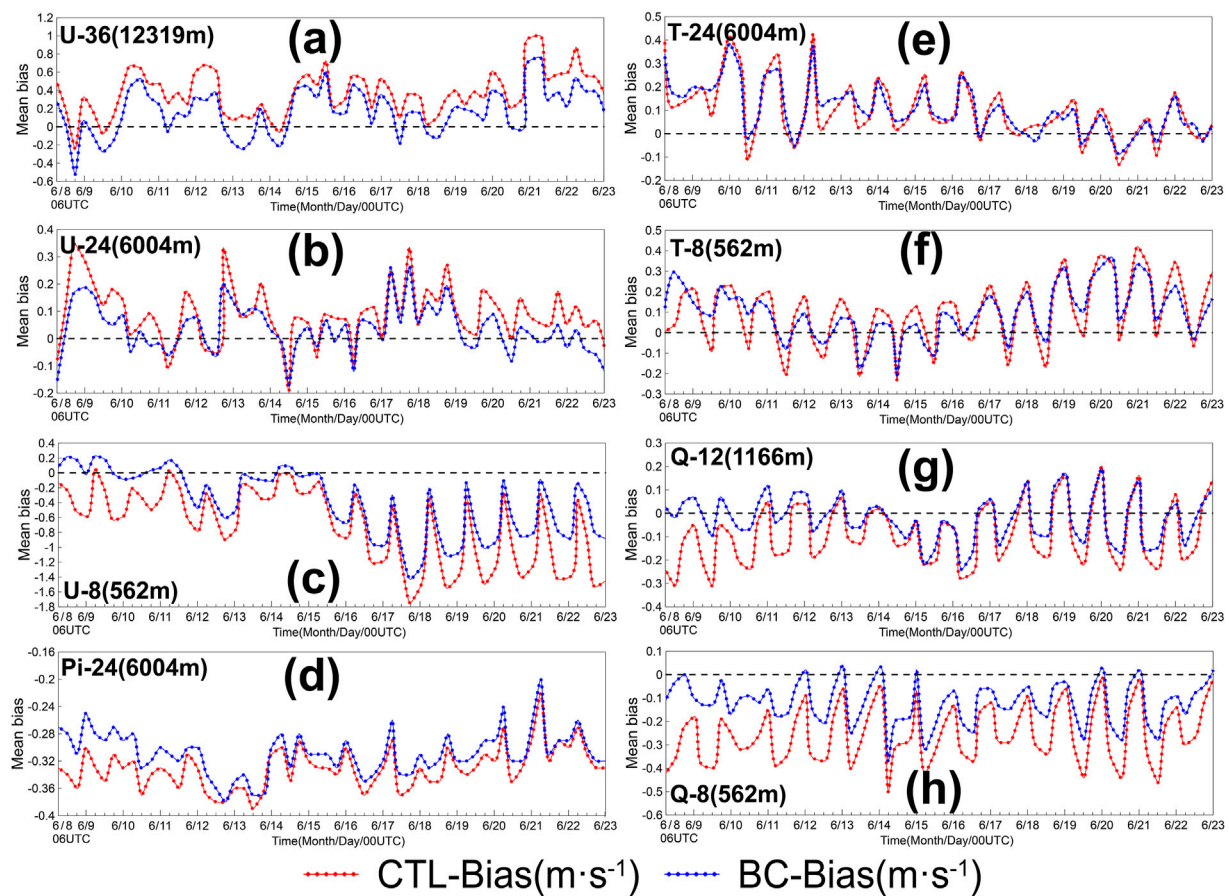 U-36(12319m)
(a)
Mean bias
1.2
1
0.8
0.6
0.4
0.2
0
-0.2
-0.4
-0.6
6/8 6/9 6/10 6/11 6/12 6/13 6/14 6/15 6/16 6/17 6/18 6/19 6/20 6/21 6/22 6/23
06UTC
Time(Month/Day/00UTC)
U-24(6004m)
(b)
Mean bias
0.4
0.3
0.2
0.1
0
-0.1
-0.2
6/8 6/9 6/10 6/11 6/12 6/13 6/14 6/15 6/16 6/17 6/18 6/19 6/20 6/21 6/22 6/23
06UTC
Time(Month/Day/00UTC)
Mean bias
0.4
0.2
0
-0.2
-0.4
-0.6
-0.8
-1
-1.2
-1.4
-1.6
-1.8
(c)
U-8(562m)
6/8 6/9 6/10 6/11 6/12 6/13 6/14 6/15 6/16 6/17 6/18 6/19 6/20 6/21 6/22 6/23
06UTC
Time(Month/Day/00UTC)
Pi-24(6004m)
(d)
Mean bias
-0.16
-0.2
-0.24
-0.28
-0.32
-0.36
-0.4
6/8 6/9 6/10 6/11 6/12 6/13 6/14 6/15 6/16 6/17 6/18 6/19 6/20 6/21 6/22 6/23
06UTC
Time(Month/Day/00UTC)
T-24(6004m)
(e)
Mean bias
0.5
0.4
0.3
0.2
0.1
0
-0.1
-0.2
6/8 6/9 6/10 6/11 6/12 6/13 6/14 6/15 6/16 6/17 6/18 6/19 6/20 6/21 6/22 6/23
06UTC
Time(Month/Day/00UTC)
T-8(562m)
(f)
Mean bias
0.5
0.4
0.3
0.2
0.1
0
-0.1
-0.2
-0.3
6/8 6/9 6/10 6/11 6/12 6/13 6/14 6/15 6/16 6/17 6/18 6/19 6/20 6/21 6/22 6/23
06UTC
Time(Month/Day/00UTC)
Q-12(1166m)
(g)
Mean bias
0.3
0.2
0.1
0
-0.1
-0.2
-0.3
-0.4
6/8 6/9 6/10 6/11 6/12 6/13 6/14 6/15 6/16 6/17 6/18 6/19 6/20 6/21 6/22 6/23
06UTC
Time(Month/Day/00UTC)
Mean bias
0.1
0
-0.1
-0.2
-0.3
-0.4
-0.5
-0.6
(h)
Q-8(562m)
6/8 6/9 6/10 6/11 6/12 6/13 6/14 6/15 6/16 6/17 6/18 6/19 6/20 6/21 6/22 6/23
06UTC
Time(Month/Day/00UTC)
CTL-Bias(m·s⁻¹) BC-Bias(m·s⁻¹)